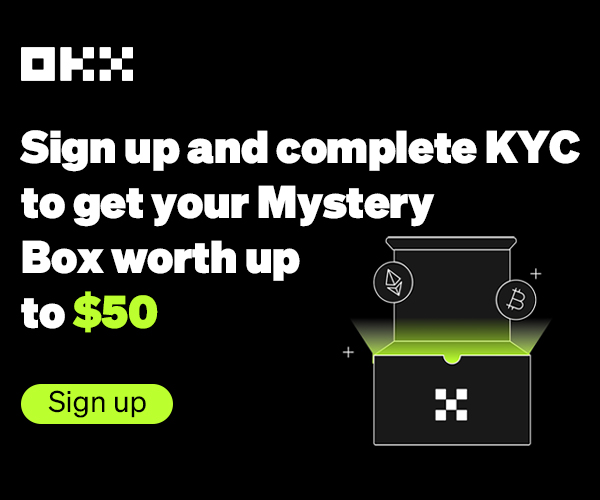 OKX
Sign up and complete KYC
to get your Mystery
Box worth up
to $50
Sign up